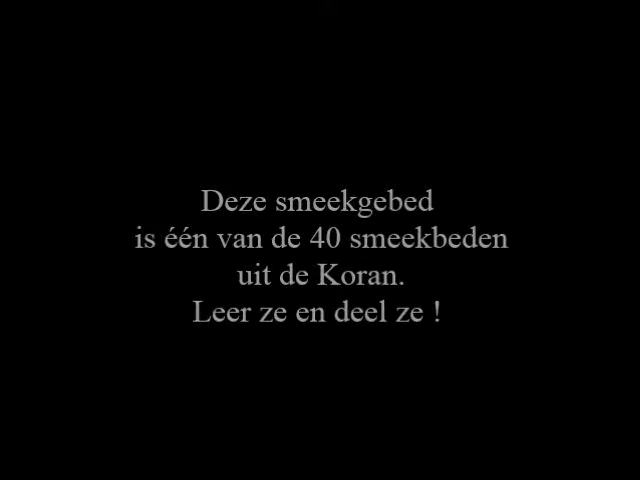 Deze smeekgebed
is één van de 40 smeekbeden
uit de Koran.
Leer ze en deel ze !